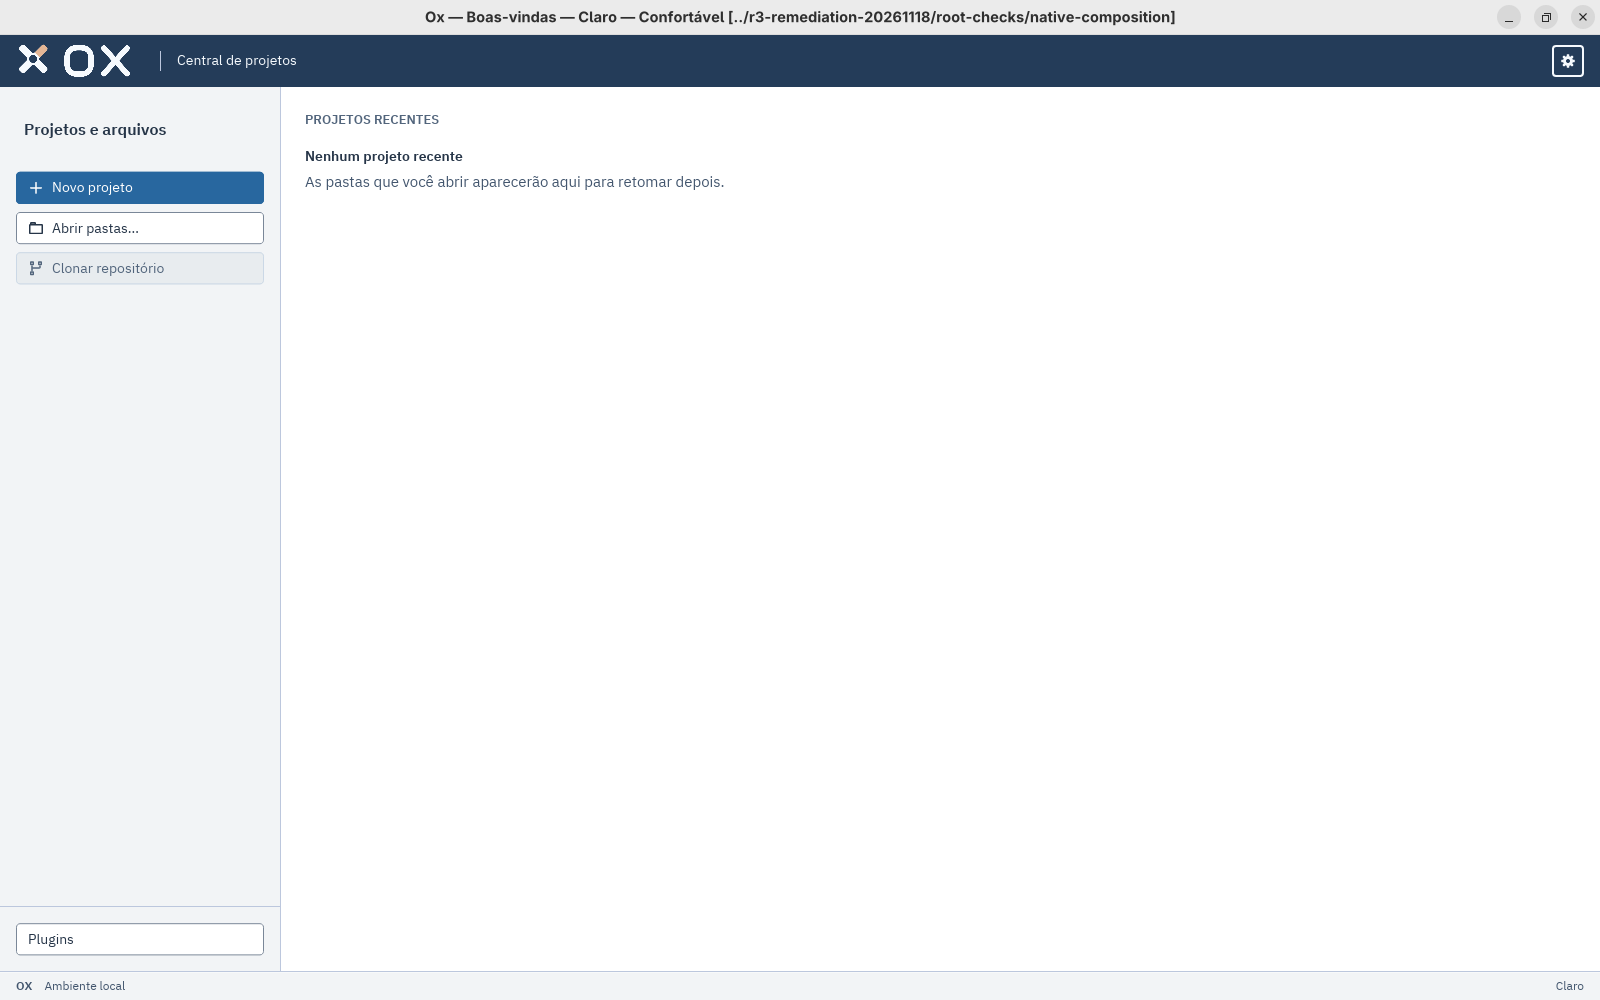 Ox — Boas-vindas — Claro — Confortável [../r3-remediation-20261118/root-checks/native-composition]
OX
Central de projetos
Projetos e arquivos
Novo projeto
Abrir pastas...
Clonar repositório
PROJETOS RECENTES
Nenhum projeto recente
As pastas que você abrir aparecerão aqui para retomar depois.
Plugins
OX Ambiente local
Claro